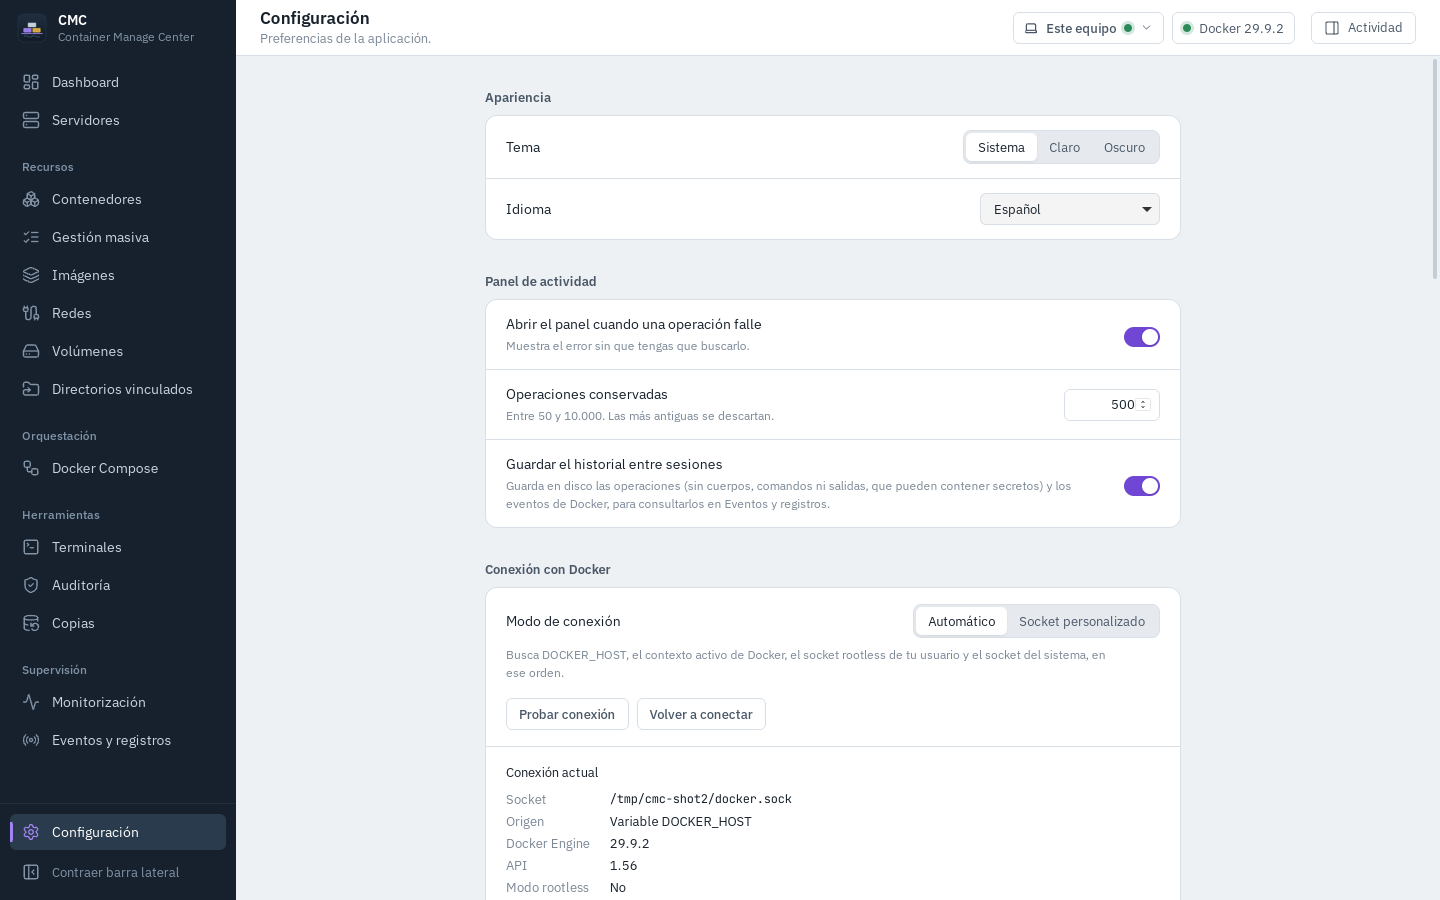 CMC
Container Manage Center
Dashboard
Servidores
Recursos
Contenedores
Gestión masiva
Imágenes
Redes
Volúmenes
Directorios vinculados
Orquestación
Docker Compose
Herramientas
Terminales
Auditoría
Copias
Supervisión
Monitorización
Eventos y registros
Configuración
Contraer barra lateral
Configuración
Preferencias de la aplicación.
Este equipo
Docker 29.9.2
Actividad
Apariencia
Tema
Sistema Claro Oscuro
Idioma
Español
Panel de actividad
Abrir el panel cuando una operación falle
Muestra el error sin que tengas que buscarlo.
Operaciones conservadas
Entre 50 y 10.000. Las más antiguas se descartan.
500
Guardar el historial entre sesiones
Guarda en disco las operaciones (sin cuerpos, comandos ni salidas, que pueden contener secretos) y los
eventos de Docker, para consultarlos en Eventos y registros.
Conexión con Docker
Modo de conexión
Automático Socket personalizado
Busca DOCKER_HOST, el contexto activo de Docker, el socket rootless de tu usuario y el socket del sistema, en
ese orden.
Probar conexión
Volver a conectar
Conexión actual
Socket /tmp/cmc-shot2/docker.sock
Origen Variable DOCKER_HOST
Docker Engine 29.9.2
API 1.56
Modo rootless No